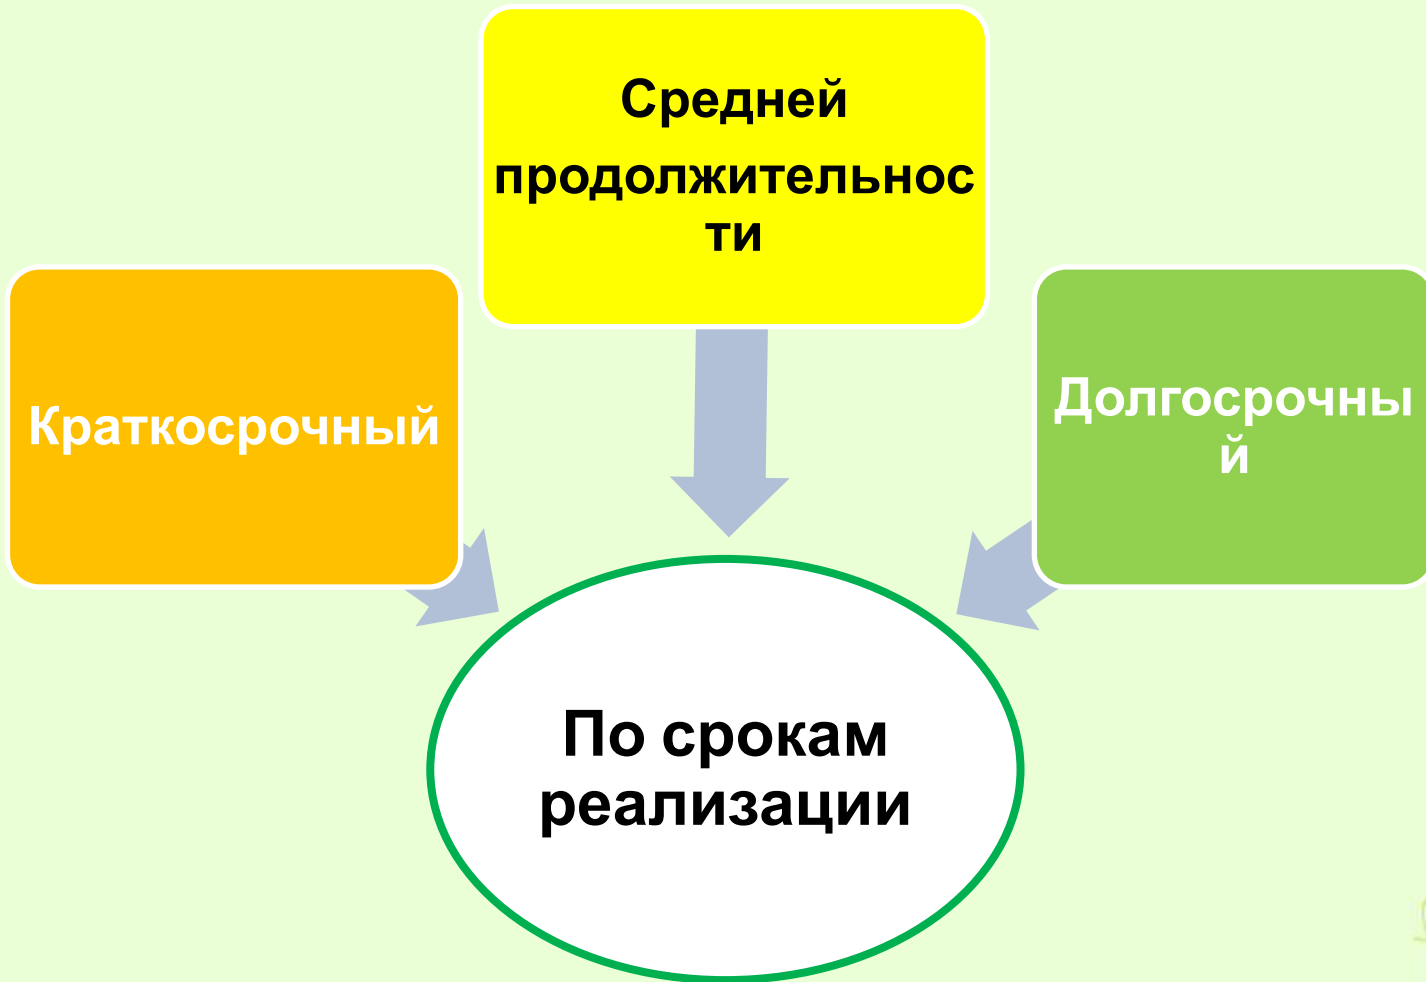 Средней
продолжительнос
ти
Краткосрочный
Долгосрочны
й
По срокам
реализации